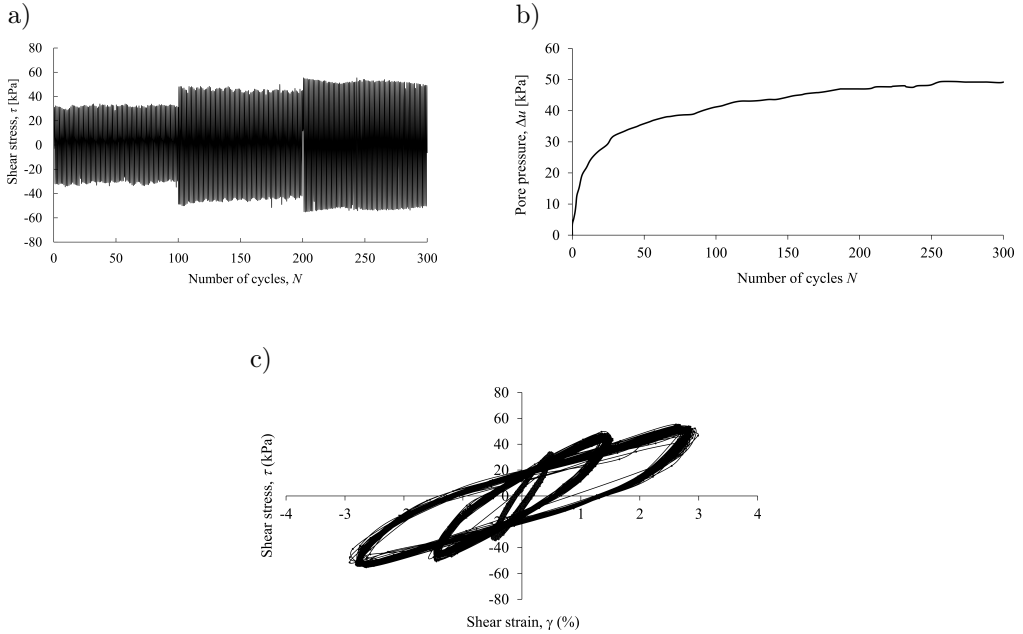 a)
80
60
40
20
0
-20
-40
-60
-80
Shear stress, τ [kPa]
0 50 100 150 200 250 300
Number of cycles, N
b)
60
50
40
30
20
10
0
Pore pressure, Δu [kPa]
0 50 100 150 200 250 300
Number of cycles N
c)
80
60
40
20
0
-40
-60
-80
Shear stress, τ (kPa)
-4 -3 -2 1 2 3 4
Shear strain, γ (%)